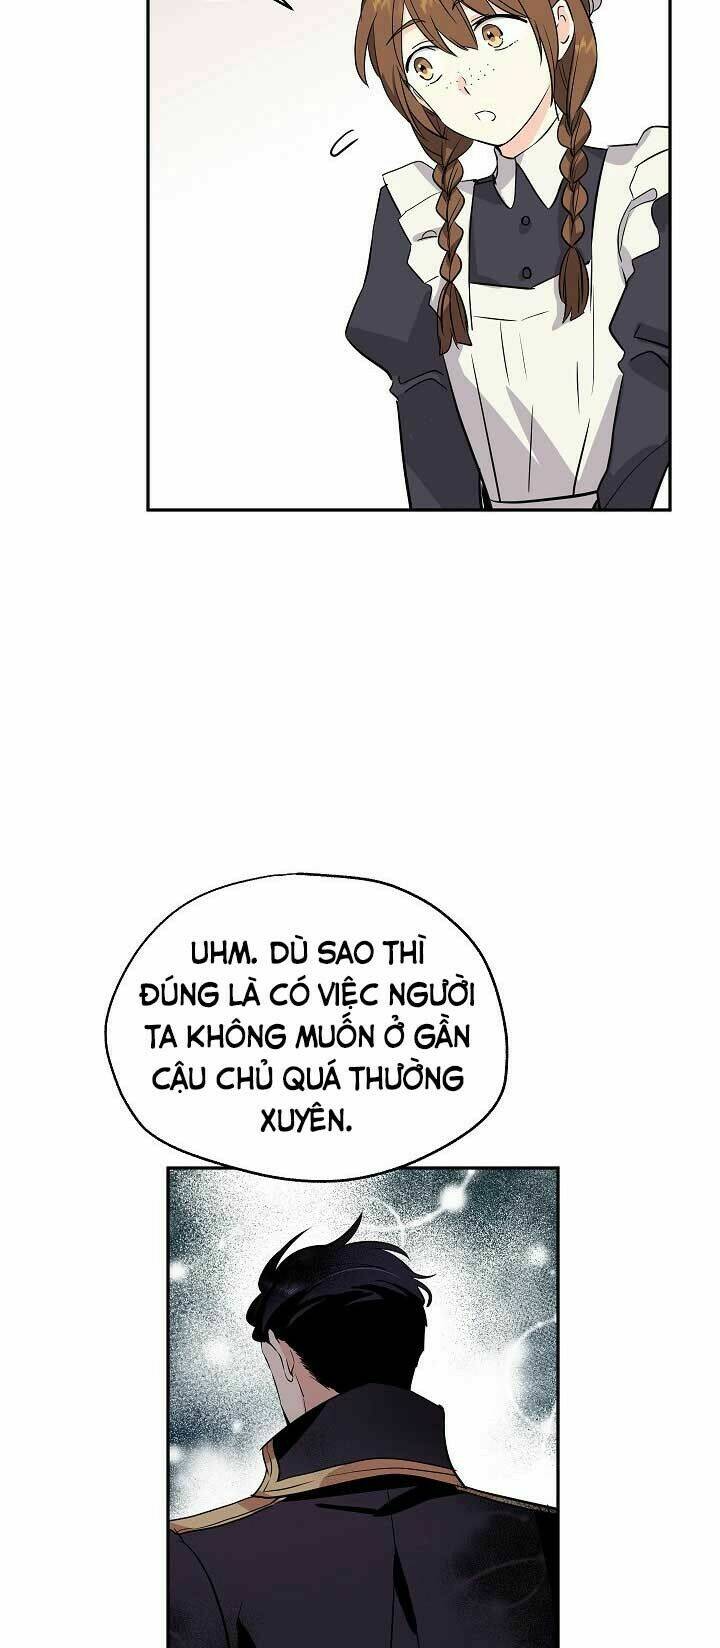 UHM. DÙ SAO THÌ
ĐÚNG LÀ CÓ VIỆC NGƯỜI
TA KHÔNG MUỐN Ở GẦN
CẬU CHỦ QUÁ THƯỜNG
XUYÊN.